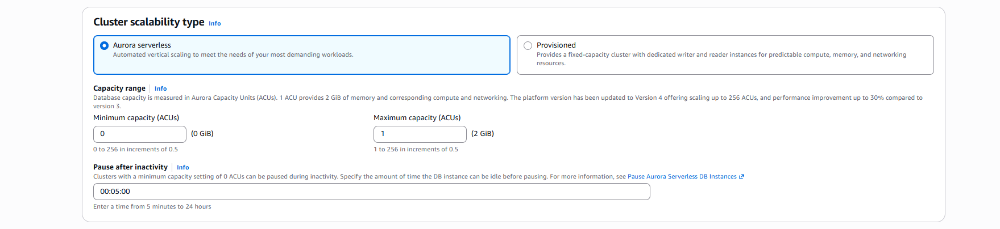 Cluster scalability type Info
Aurora serverless
Automated vertical scaling to meet the needs of your most demanding workloads.
Provisioned
Provides a fixed-capacity cluster with dedicated writer and reader instances for predictable compute, memory, and networking
resources.
Capacity range Info
Database capacity is measured in Aurora Capacity Units (ACUs). 1 ACU provides 2 GiB of memory and corresponding compute and networking. The platform version has been updated to Version 4 offering scaling up to 256 ACUs, and performance improvement up to 30% compared to
version 3.
Minimum capacity (ACUs)
0 (0 GiB)
0 to 256 in increments of 0.5
Maximum capacity (ACUs)
1 (2 GiB)
1 to 256 in increments of 0.5
Pause after inactivity Info
Clusters with a minimum capacity setting of 0 ACUs can be paused during inactivity. Specify the amount of time the DB instance can be idle before pausing. For more information, see Pause Aurora Serverless DB Instances
00:05:00
Enter a time from 5 minutes to 24 hours